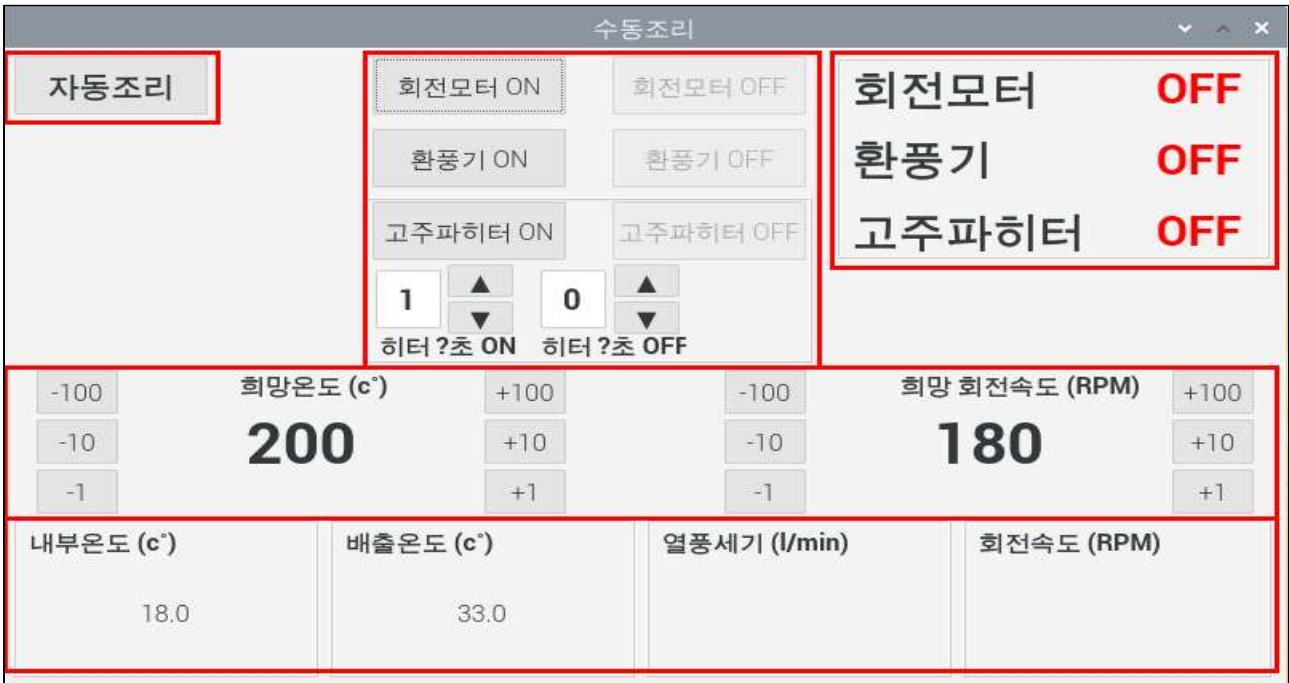 수동조리
자동조리
회전모터 ON 회전모터 OFF
환풍기 ON 환풍기 OFF
고주파히터 ON 고주파히터 OFF
1 ▲ ▼ 0 ▲ ▼
히터 ?초 ON 히터 ?초 OFF
회전모터 OFF
환풍기 OFF
고주파히터 OFF
-100 희망온도 (c˚) +100
-10 200 +10
-1 +1
-100 희망 회전속도 (RPM) +100
-10 180 +10
-1 +1
내부온도 (c˚)
18.0
배출온도 (c˚)
33.0
열풍세기 (l/min)
회전속도 (RPM)